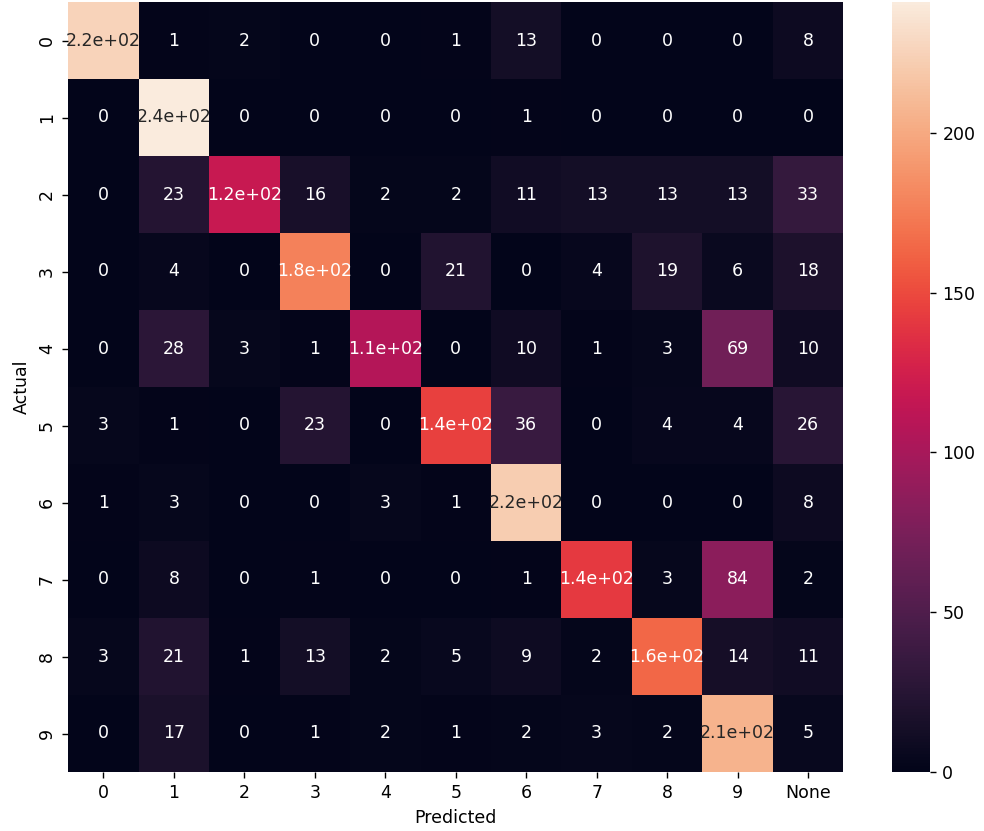 0 2.2e+02 1 2 0 0 1 13 0 0 0 8
1 0 2.4e+02 0 0 0 0 1 0 0 0 0
2 0 23 1.2e+02 16 2 2 11 13 13 13 33
3 0 4 0 1.8e+02 0 21 0 4 19 6 18
4 0 28 3 1 1.1e+02 0 10 1 3 69 10
5 3 1 0 23 0 1.4e+02 36 0 4 4 26
6 1 3 0 0 3 1 2.2e+02 0 0 0 8
7 0 8 0 1 0 0 1 1.4e+02 3 84 2
8 3 21 1 13 2 5 9 2 1.6e+02 14 11
9 0 17 0 1 2 1 2 3 2 2.1e+02 5
0 1 2 3 4 5 6 7 8 9 None
Predicted
Actual
200
150
100
50
0